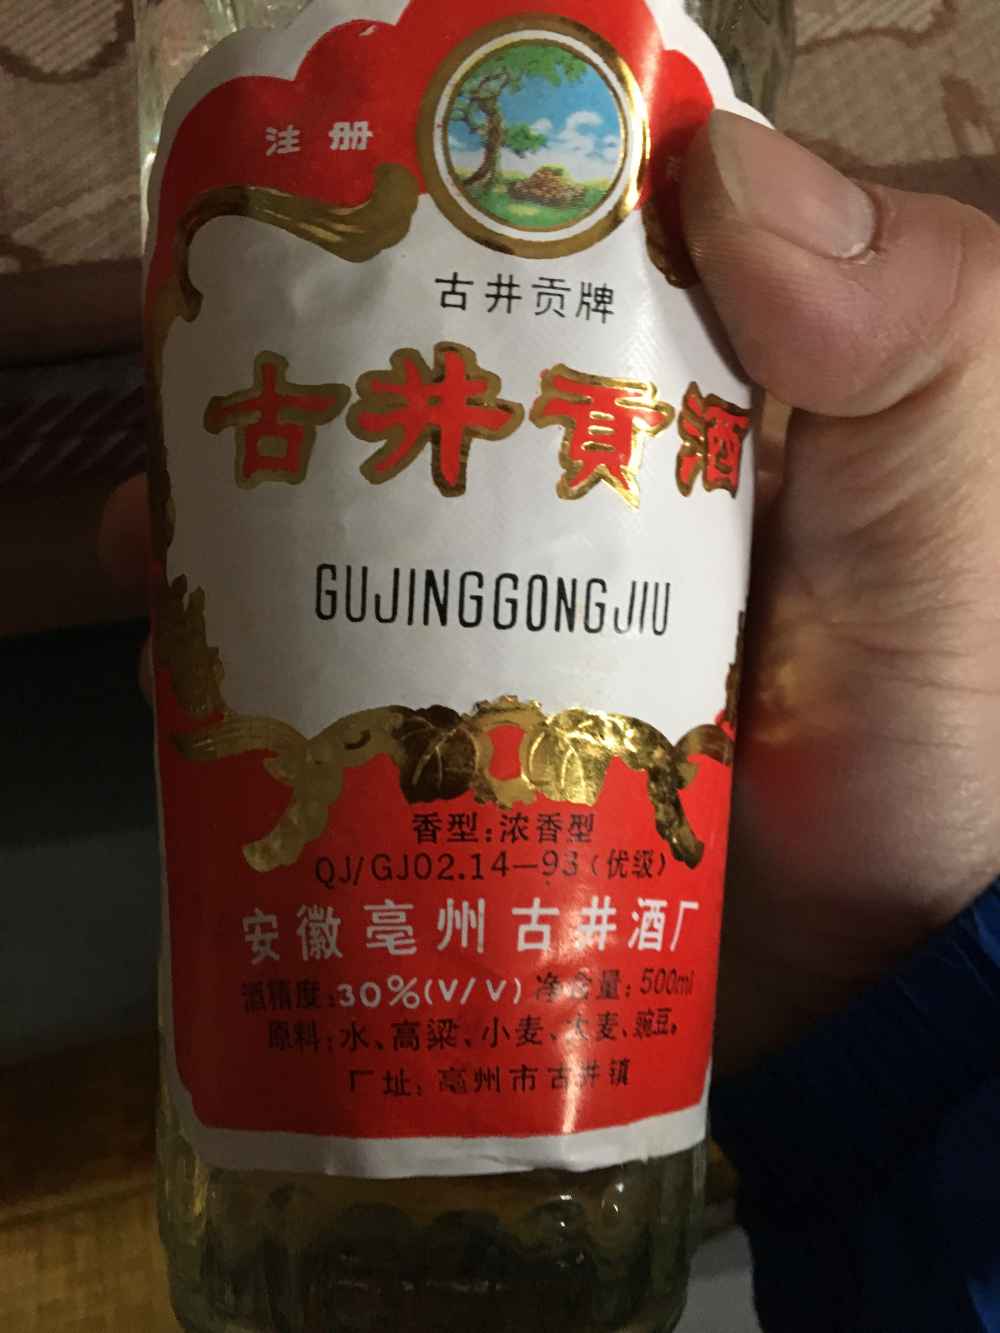 注册
古井贡牌
古井贡酒
GUJINGGONGJIU
香型:浓香型
QJ/GJ02.14—93(优级)
安徽亳州古井酒厂
酒精度:30%(V/V) 净含量:500ml
原料:水、高粱、小麦、大麦、豌豆。
厂址:亳州市古井镇